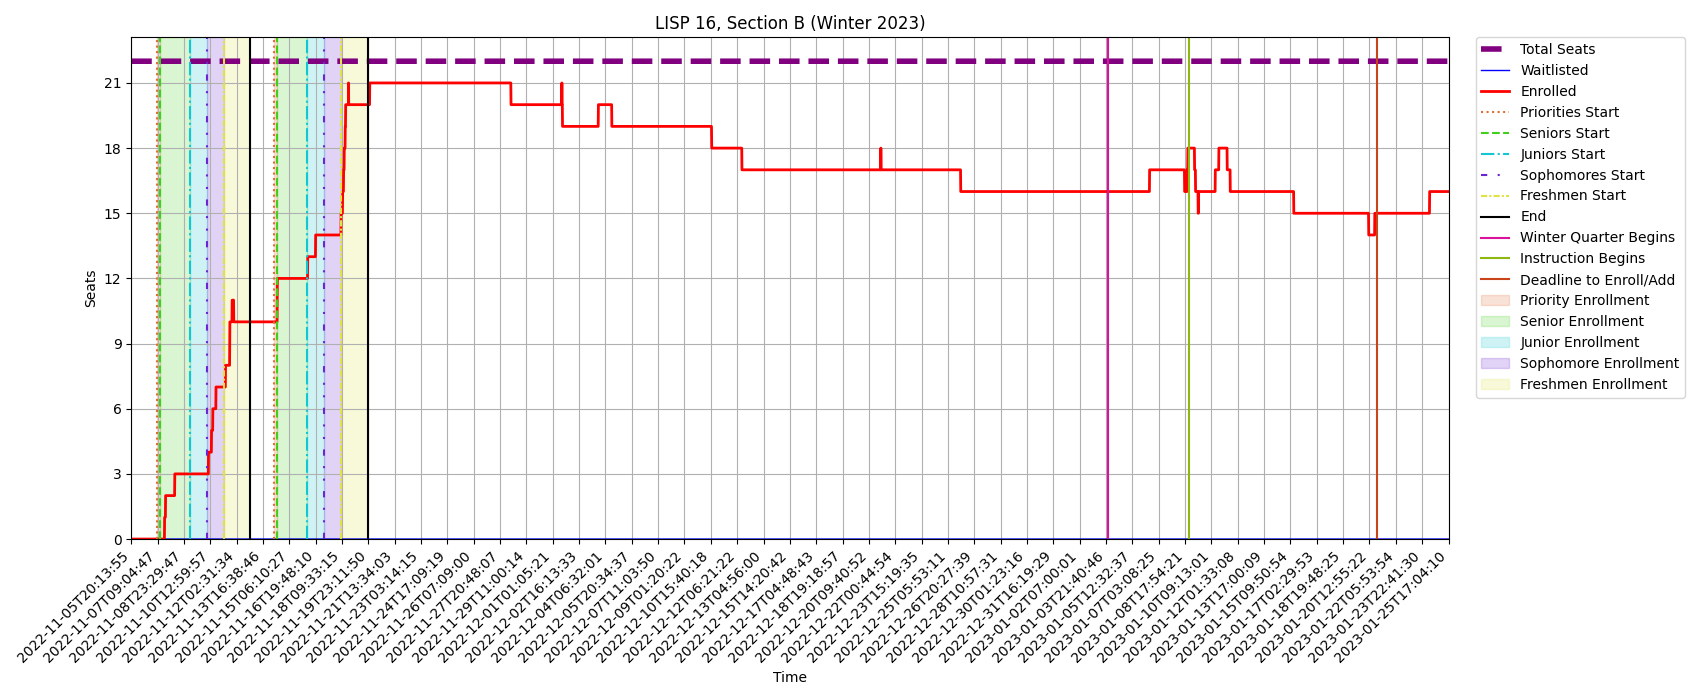 LISP 16, Section B (Winter 2023)
Seats
21
18
15
12
9
6
3
0
2022-11-05T20:13:55
2022-11-07T09:04:47
2022-11-08T23:29:47
2022-11-10T12:59:57
2022-11-12T02:31:34
2022-11-13T16:38:46
2022-11-15T06:10:27
2022-11-16T19:48:10
2022-11-18T09:33:15
2022-11-19T23:11:50
2022-11-21T13:34:03
2022-11-23T03:14:15
2022-11-24T17:09:19
2022-11-26T07:09:00
2022-11-27T20:48:07
2022-11-29T11:00:14
2022-12-01T01:05:21
2022-12-02T16:13:33
2022-12-04T06:32:01
2022-12-05T20:34:37
2022-12-07T11:03:50
2022-12-09T01:20:22
2022-12-10T15:40:18
2022-12-12T06:21:22
2022-12-13T04:56:00
2022-12-15T14:20:42
2022-12-17T04:48:43
2022-12-18T19:18:57
2022-12-20T09:40:52
2022-12-22T00:44:54
2022-12-23T15:19:35
2022-12-25T05:53:11
2022-12-26T20:27:39
2022-12-28T10:57:31
2022-12-30T01:23:16
2022-12-31T16:19:29
2023-01-02T07:00:01
2023-01-03T21:40:46
2023-01-05T12:32:37
2023-01-07T03:08:25
2023-01-08T17:54:21
2023-01-10T09:13:01
2023-01-12T01:33:08
2023-01-13T17:00:09
2023-01-15T09:50:54
2023-01-17T02:29:53
2023-01-18T19:48:25
2023-01-20T12:55:22
2023-01-22T05:53:54
2023-01-23T22:41:30
2023-01-25T17:04:10
Time
Total Seats
Waitlisted
Enrolled
Priorities Start
Seniors Start
Juniors Start
Sophomores Start
Freshmen Start
End
Winter Quarter Begins
Instruction Begins
Deadline to Enroll/Add
Priority Enrollment
Senior Enrollment
Junior Enrollment
Sophomore Enrollment
Freshmen Enrollment